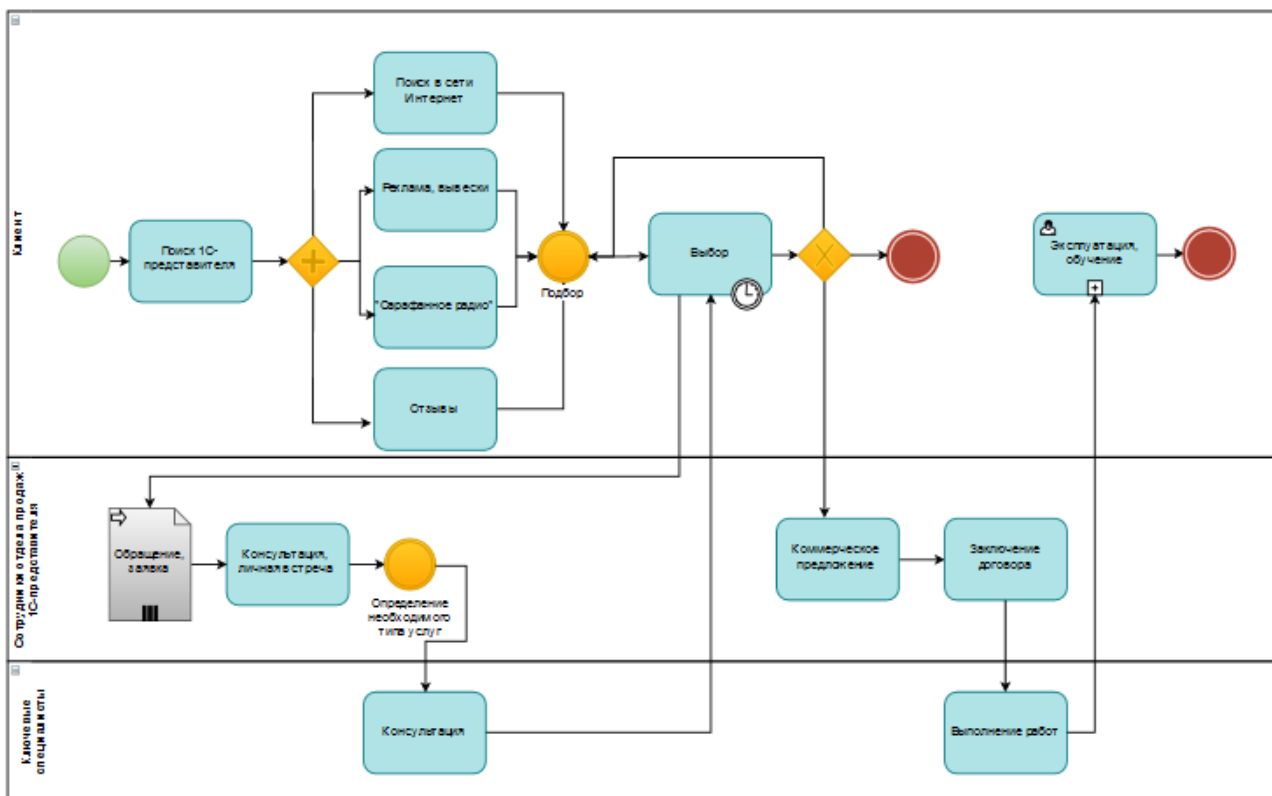 Клиент
Поиск 1С-
представителя
Поиск в сети
Интернет
Реклама, вывески
"Сарафанное радио"
Отзывы
Подбор
Выбор
Эксплуатация,
обучение
Сотрудники отдела продаж
1С-представителя
Обращение,
заявка
Консультация,
личная встреча
Определение
необходимого
типа услуг
Коммерческое
предложение
Заключение
договора
Ключевые
специалисты
Консультация
Выполнение работ